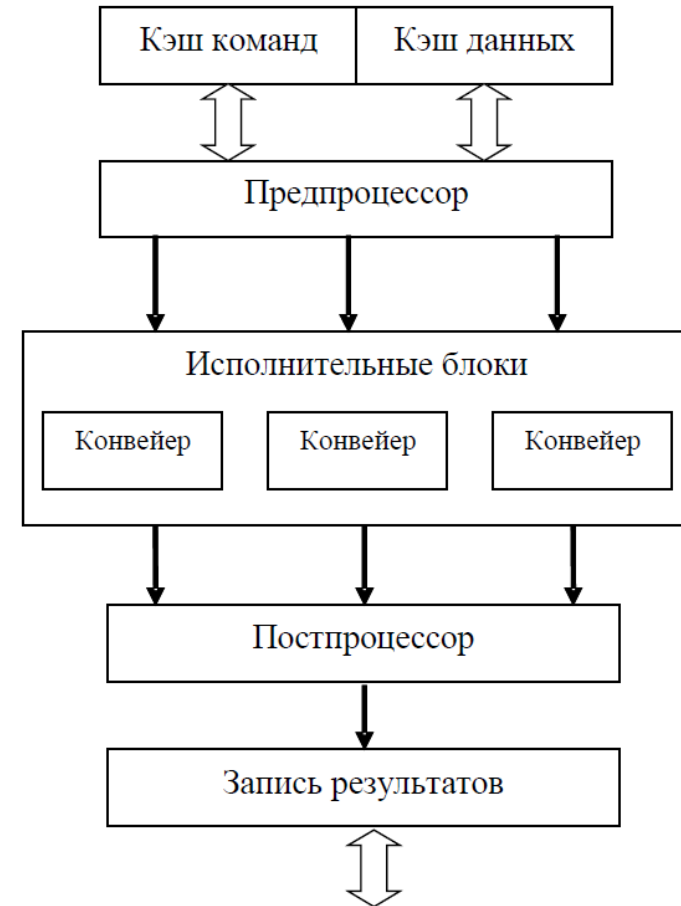 Кэш команд
Кэш данных
Предпроцессор
Исполнительные блоки
Конвейер
Конвейер
Конвейер
Постпроцессор
Запись результатов